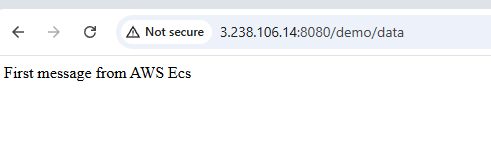 Not secure 3.238.106.14:8080/demo/data
First message from AWS Ecs